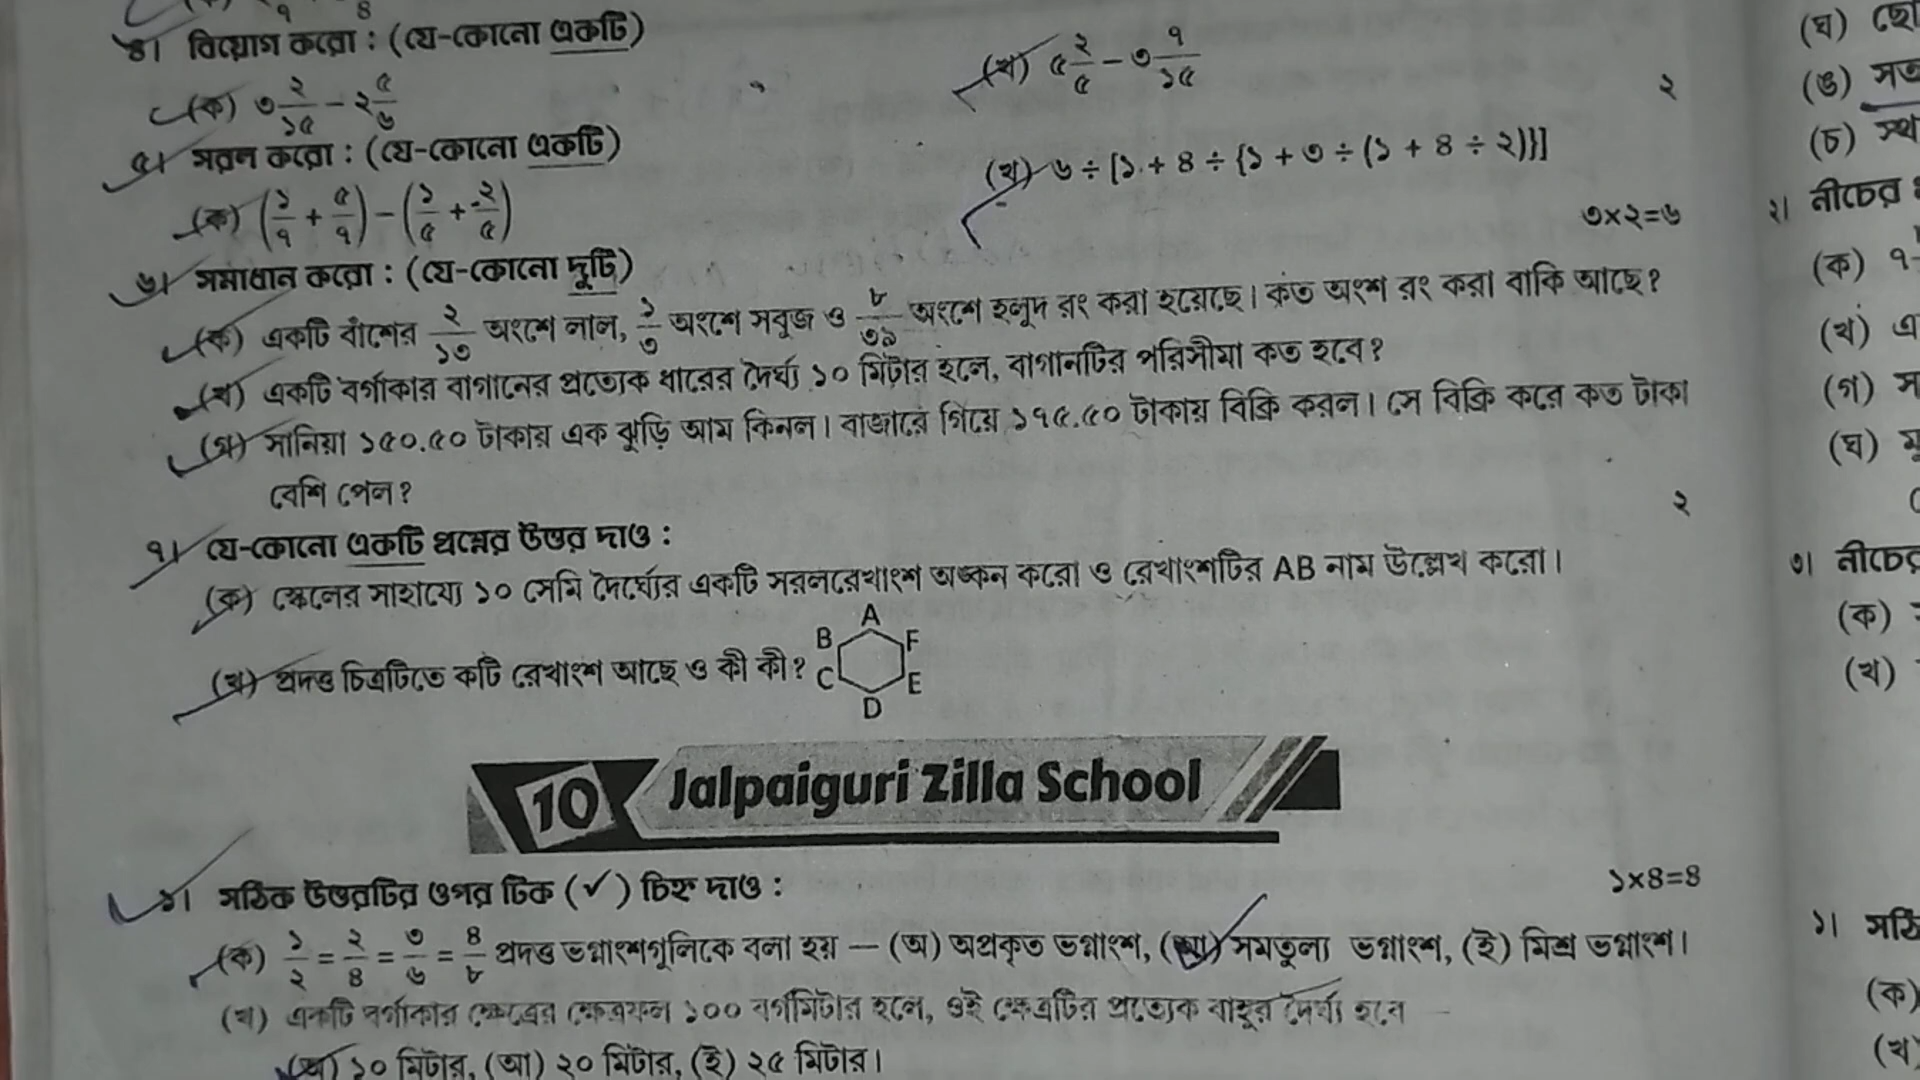 ৪। বিয়োগ করো : (যে-কোনো একটি)
(ক) ৩ ২/১৫ − ২ ৫/৬ (খ) ৫ ২/৫ − ৩ ৭/১৫ ২
৫। সরল করো : (যে-কোনো একটি)
(ক) (১/৭ + ৫/৭) − (১/৫ + ২/৫) (খ) ৬ ÷ [১ + ৪ ÷ {১ + ৩ ÷ (১ + ৪ ÷ ২)}]
৬। সমাধান করো : (যে-কোনো দুটি) ৩×২=৬
(ক) একটি বাঁশের ২/১৩ অংশে লাল, ১/৩ অংশে সবুজ ও ৮/৩৯ অংশে হলুদ রং করা হয়েছে। কত অংশ রং করা বাকি আছে?
(খ) একটি বর্গাকার বাগানের প্রত্যেক ধারের দৈর্ঘ্য ১০ মিটার হলে, বাগানটির পরিসীমা কত হবে?
(গ) সানিয়া ১৫০.৫০ টাকায় এক ঝুড়ি আম কিনল। বাজারে গিয়ে ১৭৫.৫০ টাকায় বিক্রি করল। সে বিক্রি করে কত টাকা
বেশি পেল?
৭। যে-কোনো একটি প্রশ্নের উত্তর দাও : ২
(ক) স্কেলের সাহায্যে ১০ সেমি দৈর্ঘ্যের একটি সরলরেখাংশ অঙ্কন করো ও রেখাংশটির AB নাম উল্লেখ করো।
(খ) প্রদত্ত চিত্রটিতে কটি রেখাংশ আছে ও কী কী?
A
B F
C E
D
10 Jalpaiguri Zilla School
১। সঠিক উত্তরটির ওপর টিক (✓) চিহ্ন দাও : ১×৪=৪
(ক) ১/২ = ২/৪ = ৩/৬ = ৪/৮ প্রদত্ত ভগ্নাংশগুলিকে বলা হয় — (অ) অপ্রকৃত ভগ্নাংশ, (আ) সমতুল্য ভগ্নাংশ, (ই) মিশ্র ভগ্নাংশ।
(খ) একটি বর্গাকার ক্ষেত্রের ক্ষেত্রফল ১০০ বর্গমিটার হলে, ওই ক্ষেত্রটির প্রত্যেক বাহুর দৈর্ঘ্য হবে
(অ) ১০ মিটার, (আ) ২০ মিটার, (ই) ২৫ মিটার।
(ঘ)
(ঙ)
(চ)
২। নীচের
(ক) ৭
(খ)
(গ)
(ঘ)
৩। নীচের
(ক)
(খ)
১।
(ক)
(খ)